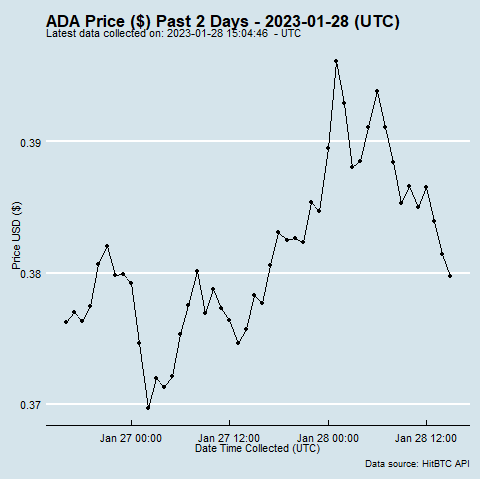 ADA Price ($) Past 2 Days - 2023-01-28 (UTC)
Latest data collected on: 2023-01-28 15:04:46 - UTC
Price USD ($)
0.39
0.38
0.37
Jan 27 00:00
Jan 27 12:00
Jan 28 00:00
Jan 28 12:00
Date Time Collected (UTC)
Data source: HitBTC API